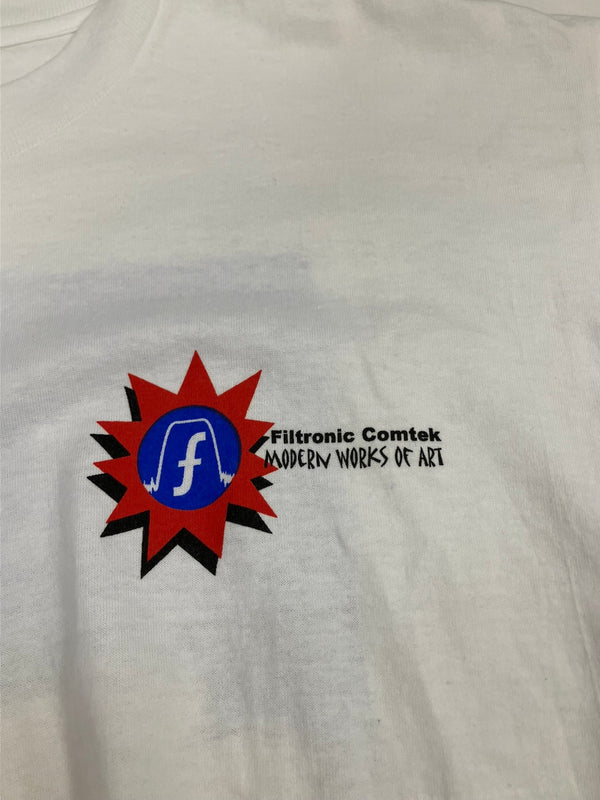 f
Filtronic Comtek
MODERN WORKS OF ART